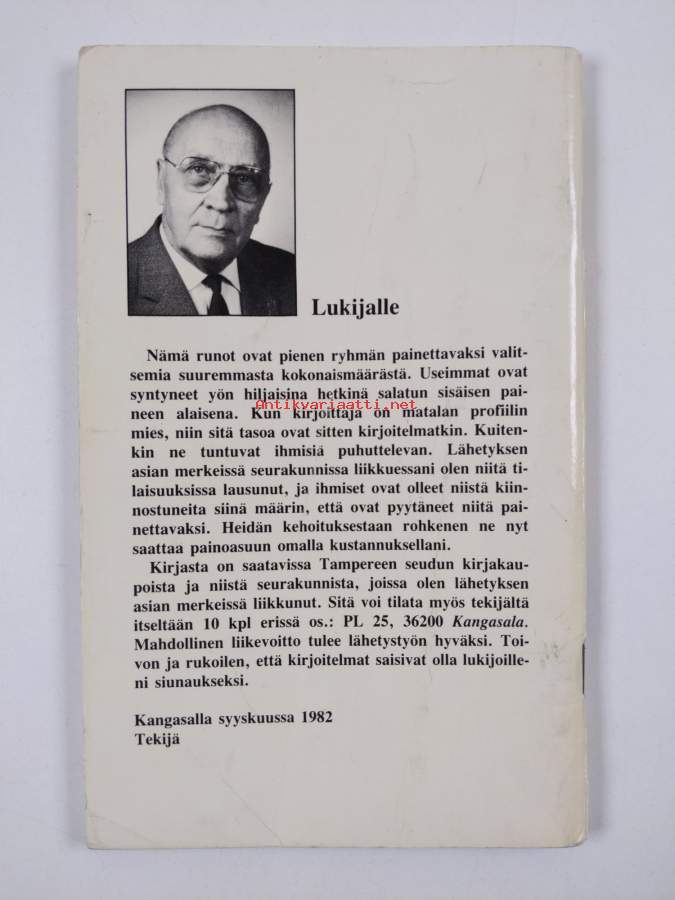 Lukijalle
Nämä runot ovat pienen ryhmän painettavaksi valit-
semia suuremmasta kokonaismäärästä. Useimmat ovat
syntyneet yön hiljaisina hetkinä salatun sisäisen pai-
neen alaisena. Kun kirjoittaja on matalan profiilin
Antikvariaatti.net
mies, niin sitä tasoa ovat sitten kirjoitelmatkin. Kuiten-
kin ne tuntuvat ihmisiä puhuttelevan. Lähetyksen
asian merkeissä seurakunnissa liikkuessani olen niitä ti-
laisuuksissa lausunut, ja ihmiset ovat olleet niistä kiin-
nostuneita siinä määrin, että ovat pyytäneet niitä pai-
nettavaksi. Heidän kehoituksestaan rohkenen ne nyt
saattaa painoasuun omalla kustannuksellani.
Kirjasta on saatavissa Tampereen seudun kirjakau-
poista ja niistä seurakunnista, joissa olen lähetyksen
asian merkeissä liikkunut. Sitä voi tilata myös tekijältä
itseltään 10 kpl erissä os.: PL 25, 36200 Kangasala.
Mahdollinen liikevoitto tulee lähetystyön hyväksi. Toi-
von ja rukoilen, että kirjoitelmat saisivat olla lukijoille-
ni siunaukseksi.
Kangasalla syyskuussa 1982
Tekijä